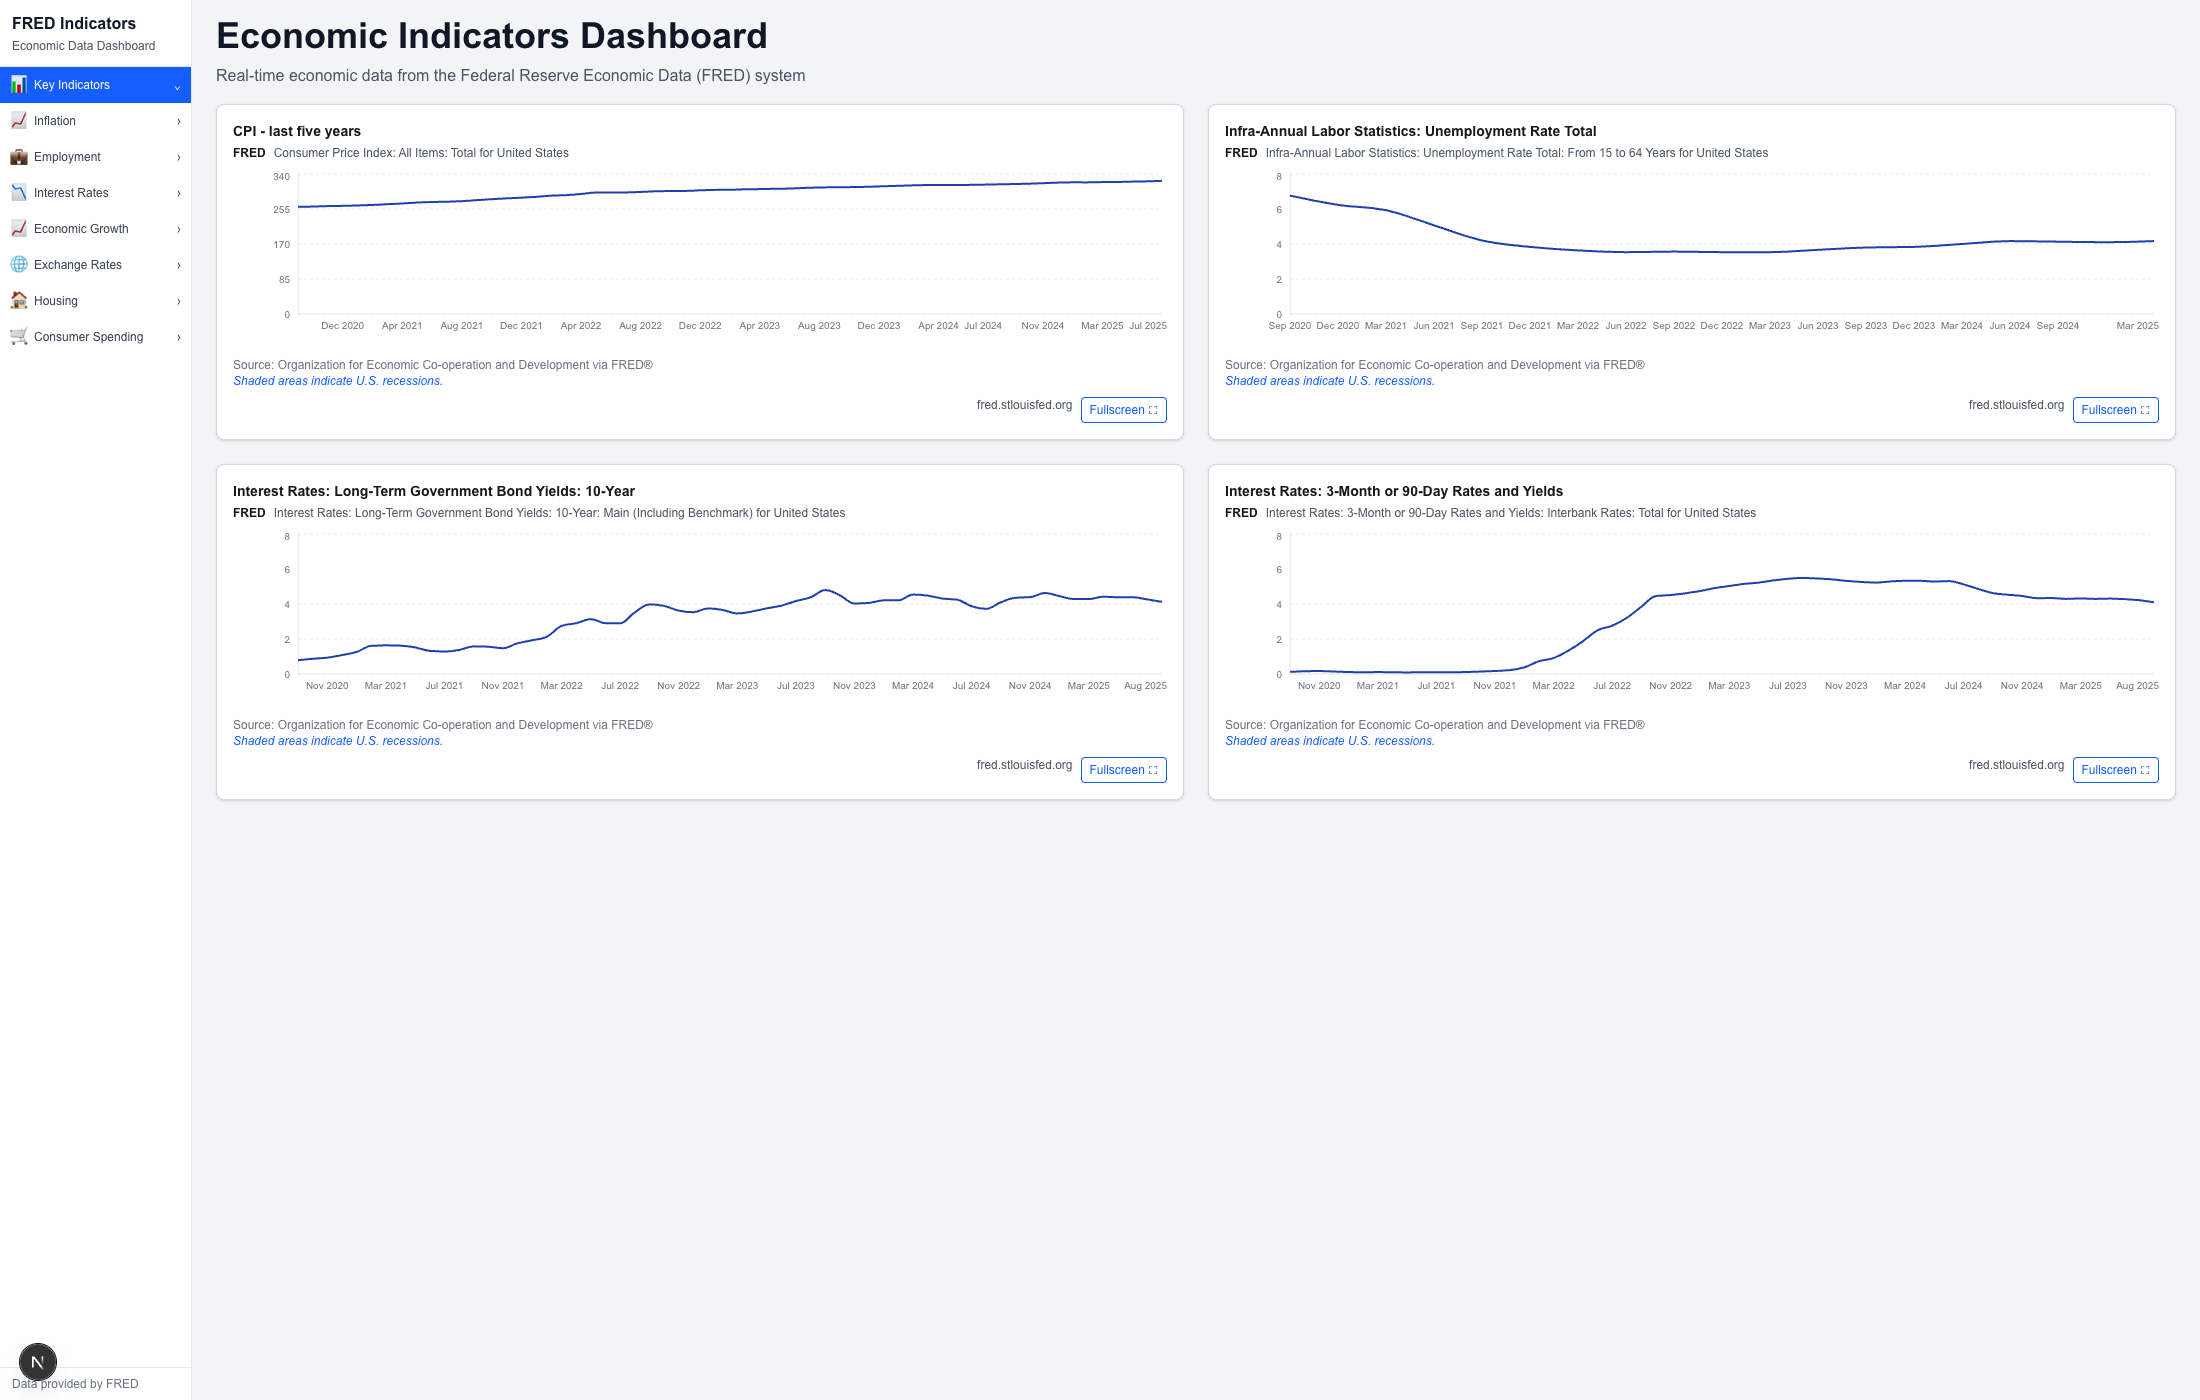 FRED Indicators
Economic Data Dashboard
Key Indicators
Inflation
Employment
Interest Rates
Economic Growth
Exchange Rates
Housing
Consumer Spending
Data provided by FRED
N
Economic Indicators Dashboard
Real-time economic data from the Federal Reserve Economic Data (FRED) system
CPI - last five years
FRED Consumer Price Index: All Items: Total for United States
340
255
170
85
0
Dec 2020 Apr 2021 Aug 2021 Dec 2021 Apr 2022 Aug 2022 Dec 2022 Apr 2023 Aug 2023 Dec 2023 Apr 2024 Jul 2024 Nov 2024 Mar 2025 Jul 2025
Source: Organization for Economic Co-operation and Development via FRED®
Shaded areas indicate U.S. recessions.
fred.stlouisfed.org Fullscreen
Infra-Annual Labor Statistics: Unemployment Rate Total
FRED Infra-Annual Labor Statistics: Unemployment Rate Total: From 15 to 64 Years for United States
8
6
4
2
0
Sep 2020 Dec 2020 Mar 2021 Jun 2021 Sep 2021 Dec 2021 Mar 2022 Jun 2022 Sep 2022 Dec 2022 Mar 2023 Jun 2023 Sep 2023 Dec 2023 Mar 2024 Jun 2024 Sep 2024 Mar 2025
Source: Organization for Economic Co-operation and Development via FRED®
Shaded areas indicate U.S. recessions.
fred.stlouisfed.org Fullscreen
Interest Rates: Long-Term Government Bond Yields: 10-Year
FRED Interest Rates: Long-Term Government Bond Yields: 10-Year: Main (Including Benchmark) for United States
8
6
4
2
0
Nov 2020 Mar 2021 Jul 2021 Nov 2021 Mar 2022 Jul 2022 Nov 2022 Mar 2023 Jul 2023 Nov 2023 Mar 2024 Jul 2024 Nov 2024 Mar 2025 Aug 2025
Source: Organization for Economic Co-operation and Development via FRED®
Shaded areas indicate U.S. recessions.
fred.stlouisfed.org Fullscreen
Interest Rates: 3-Month or 90-Day Rates and Yields
FRED Interest Rates: 3-Month or 90-Day Rates and Yields: Interbank Rates: Total for United States
8
6
4
2
0
Nov 2020 Mar 2021 Jul 2021 Nov 2021 Mar 2022 Jul 2022 Nov 2022 Mar 2023 Jul 2023 Nov 2023 Mar 2024 Jul 2024 Nov 2024 Mar 2025 Aug 2025
Source: Organization for Economic Co-operation and Development via FRED®
Shaded areas indicate U.S. recessions.
fred.stlouisfed.org Fullscreen